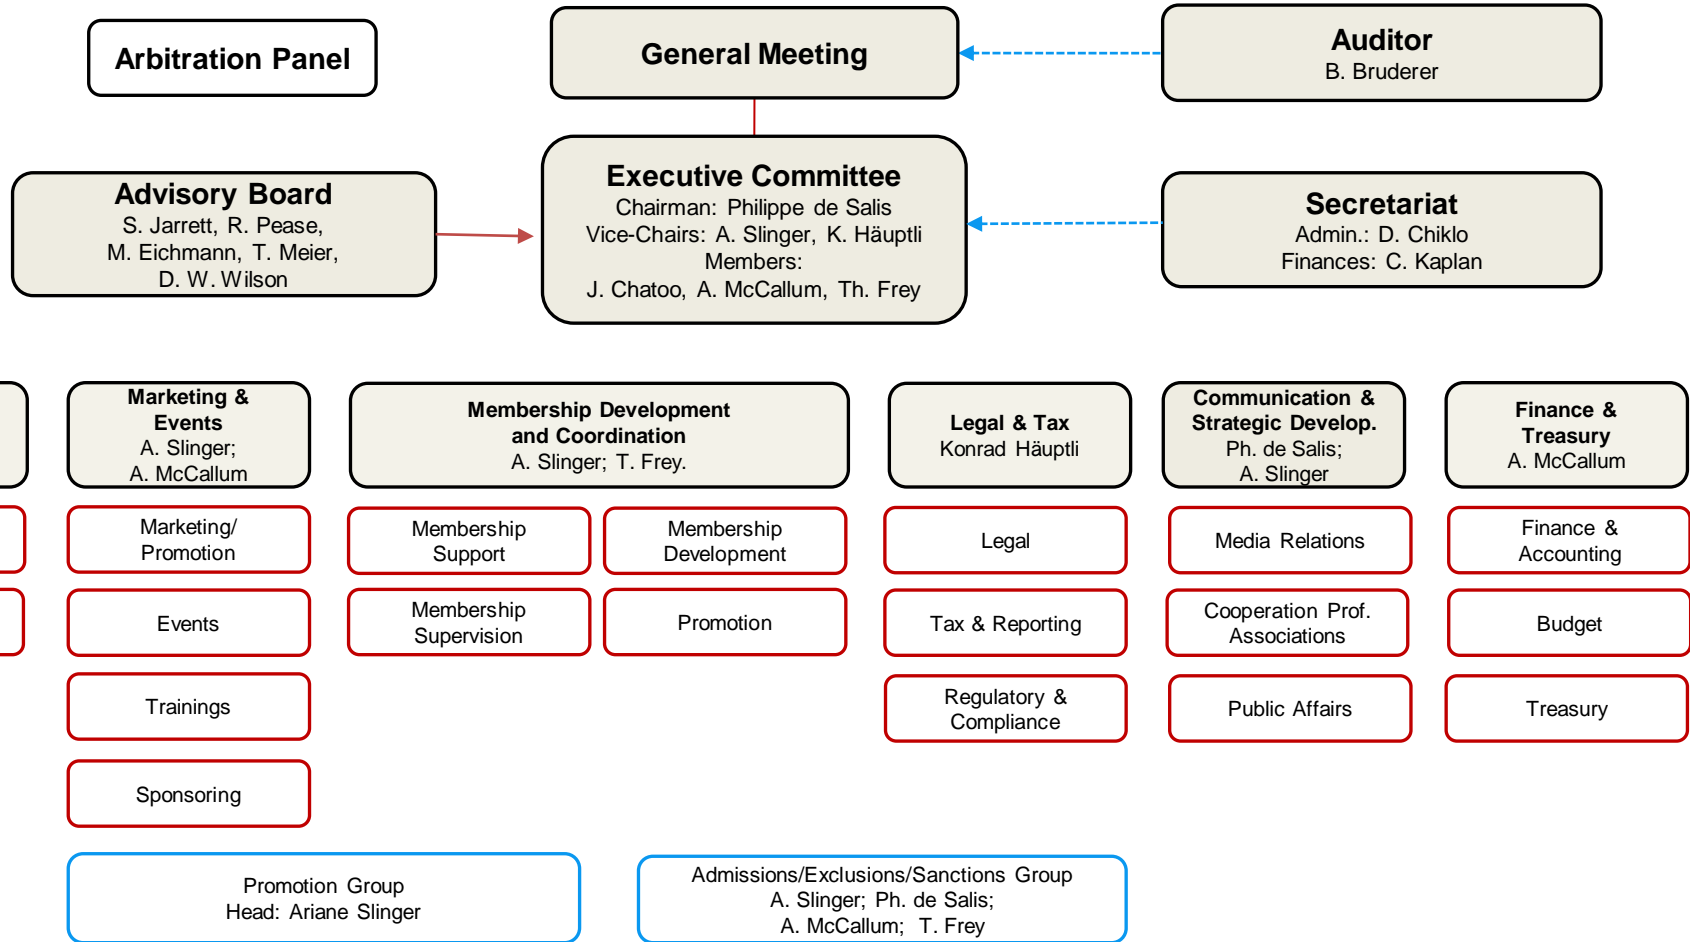 Arbitration Panel
General Meeting
Auditor
B. Bruderer
Advisory Board
S. Jarrett, R. Pease,
M. Eichmann, T. Meier,
D. W. Wilson
Executive Committee
Chairman: Philippe de Salis
Vice-Chairs: A. Slinger, K. Häuptli
Members:
J. Chatoo, A. McCallum, Th. Frey
Secretariat
Admin.: D. Chiklo
Finances: C. Kaplan
Marketing &
Events
A. Slinger;
A. McCallum
Marketing/
Promotion
Events
Trainings
Sponsoring
Membership Development
and Coordination
A. Slinger; T. Frey.
Membership
Support
Membership
Development
Membership
Supervision
Promotion
Legal & Tax
Konrad Häuptli
Legal
Tax & Reporting
Regulatory &
Compliance
Communication &
Strategic Develop.
Ph. de Salis;
A. Slinger
Media Relations
Cooperation Prof.
Associations
Public Affairs
Finance &
Treasury
A. McCallum
Finance &
Accounting
Budget
Treasury
Promotion Group
Head: Ariane Slinger
Admissions/Exclusions/Sanctions Group
A. Slinger; Ph. de Salis;
A. McCallum; T. Frey